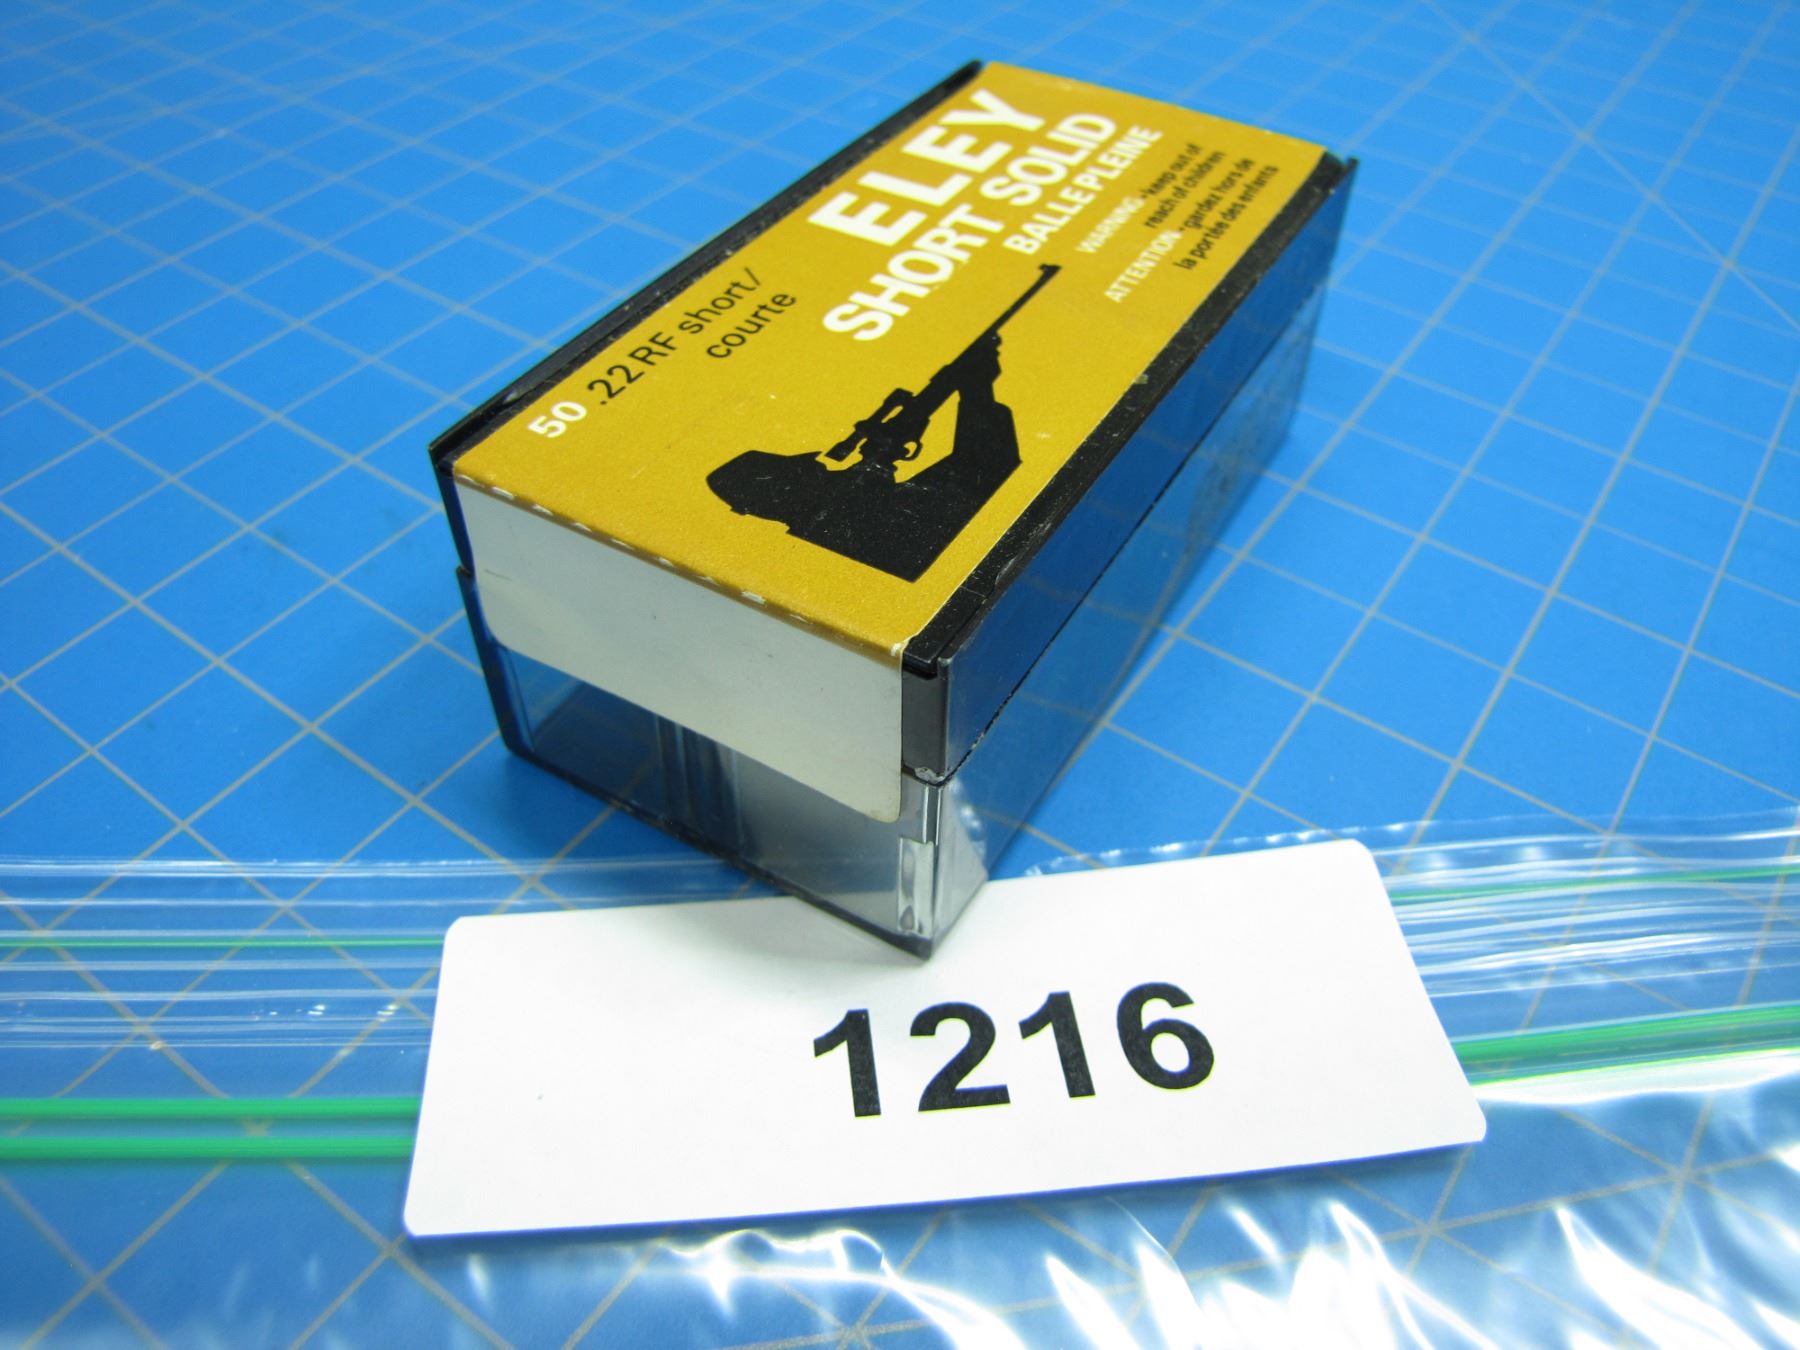 ELEY
SHORT SOLID
BALLE PLEINE
WARNING - keep out of
reach of children
ATTENTION - gardez hors de
la portée des enfants
50 .22 RF short/
courte
1216